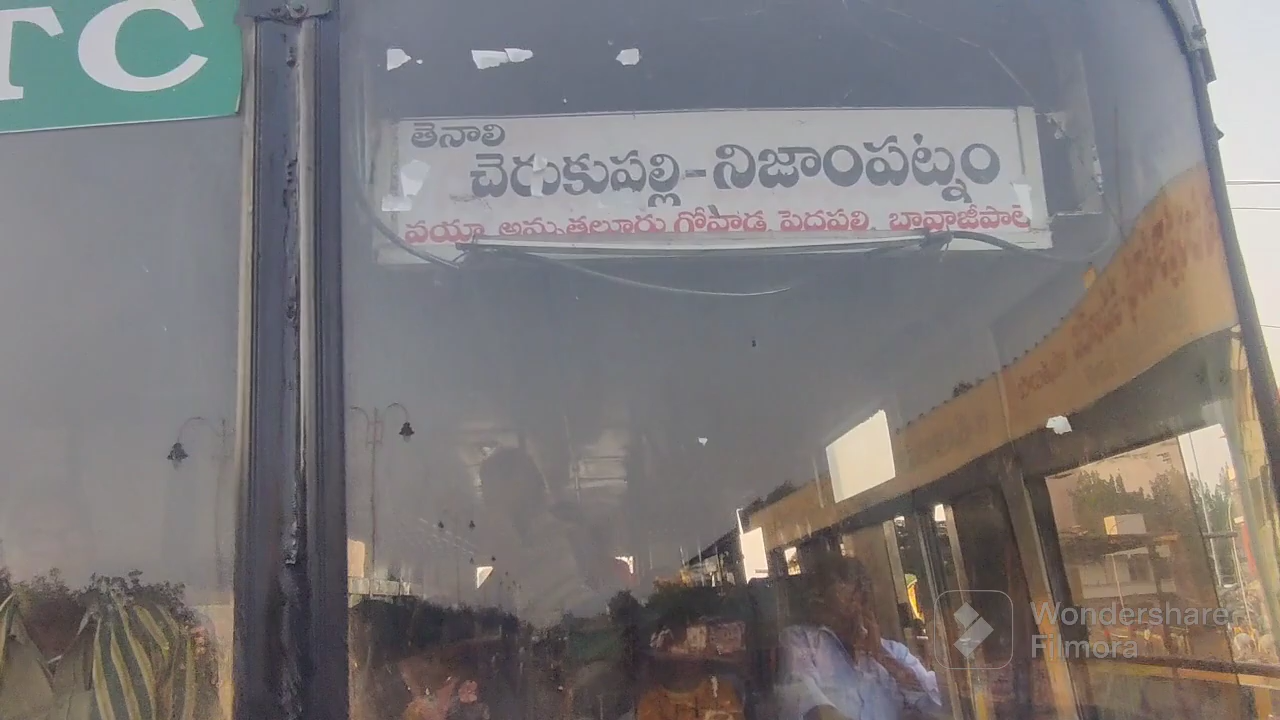 TC
తెనాలి
చెరుకుపల్లి-నిజాంపట్నం
వయా అమృతలూరు గోవాడ, పెదపలి, బావాజీపాలె
Wondershare
Filmora